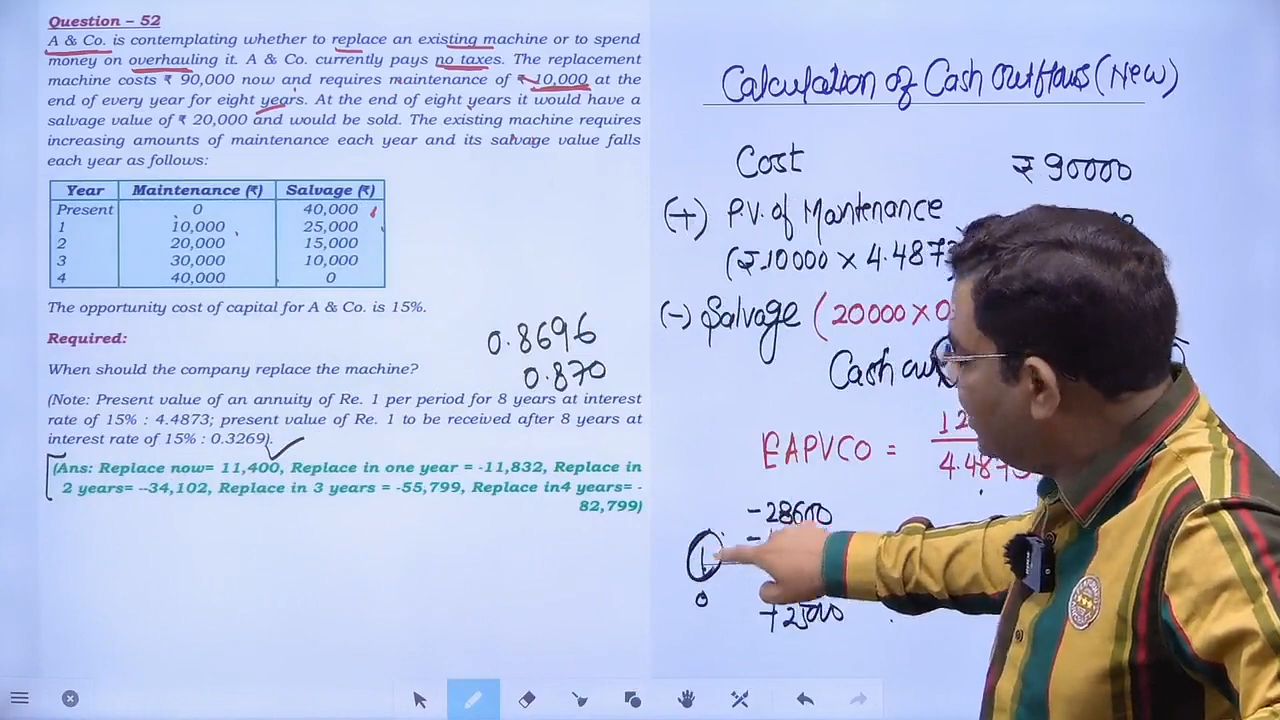 Question – 52
A & Co. is contemplating whether to replace an existing machine or to spend
money on overhauling it. A & Co. currently pays no taxes. The replacement
machine costs ₹ 90,000 now and requires maintenance of ₹ 10,000 at the
end of every year for eight years. At the end of eight years it would have a
salvage value of ₹ 20,000 and would be sold. The existing machine requires
increasing amounts of maintenance each year and its salvage value falls
each year as follows:
Year Maintenance (₹) Salvage (₹)
Present 0 40,000
1 10,000 25,000
2 20,000 15,000
3 30,000 10,000
4 40,000 0
The opportunity cost of capital for A & Co. is 15%.
Required:
0.8696
0.870
When should the company replace the machine?
(Note: Present value of an annuity of Re. 1 per period for 8 years at interest
rate of 15% : 4.4873; present value of Re. 1 to be received after 8 years at
interest rate of 15% : 0.3269).
(Ans: Replace now= 11,400, Replace in one year = -11,832, Replace in
2 years= --34,102, Replace in 3 years = -55,799, Replace in4 years= -
82,799)
Calculation of Cash outflows (New)
Cost ₹90000
(+) P.V. of Mantenance
(₹.10000 × 4.4873
(-) Salvage (20000 × 0.
Cash
EAPVCO = 12
4.487
-28600
1
0
+25000